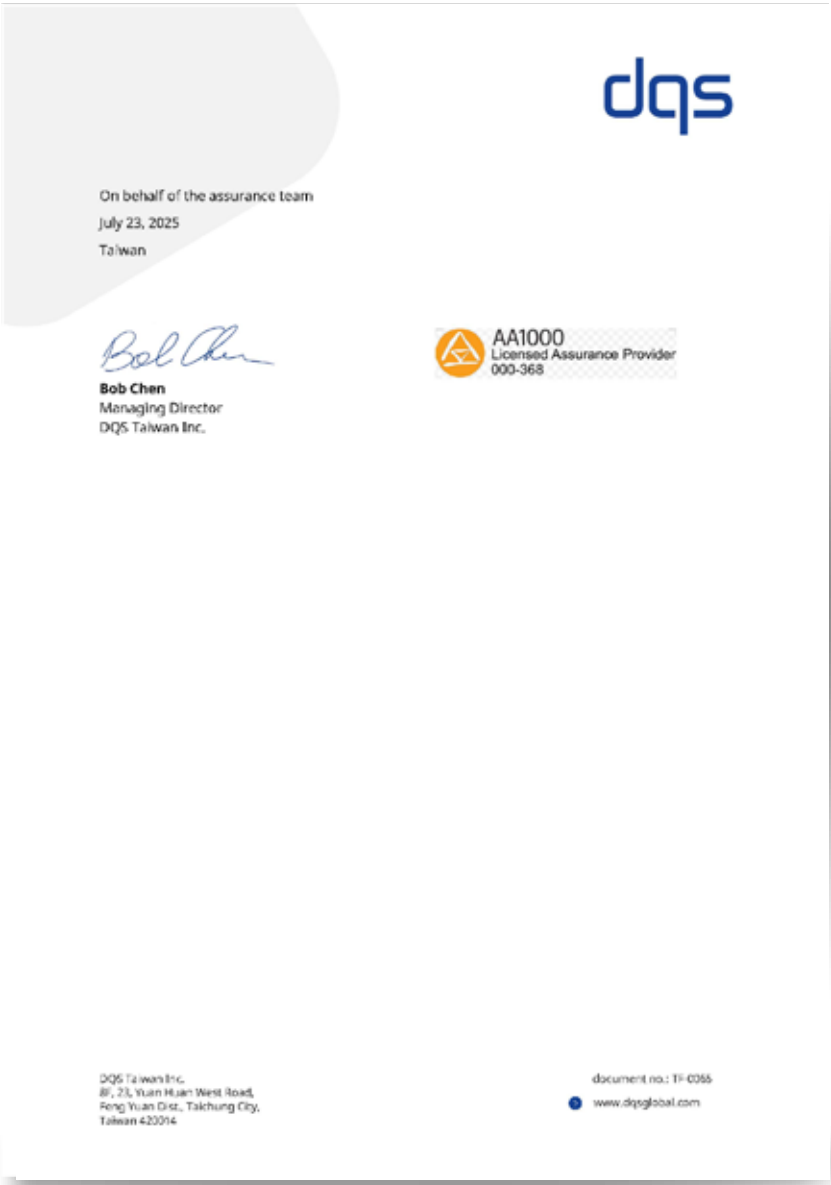 dqs
On behalf of the assurance team
July 23, 2025
Taiwan
Bob Chen
AA1000
Licensed Assurance Provider
000-368
Bob Chen
Managing Director
DQS Taiwan Inc.
DQS Taiwan Inc.
8F, 23, Yuan Huan West Road,
Feng Yuan Dist., Taichung City,
Taiwan 420014
document no.: TF-0055
www.dqsglobal.com